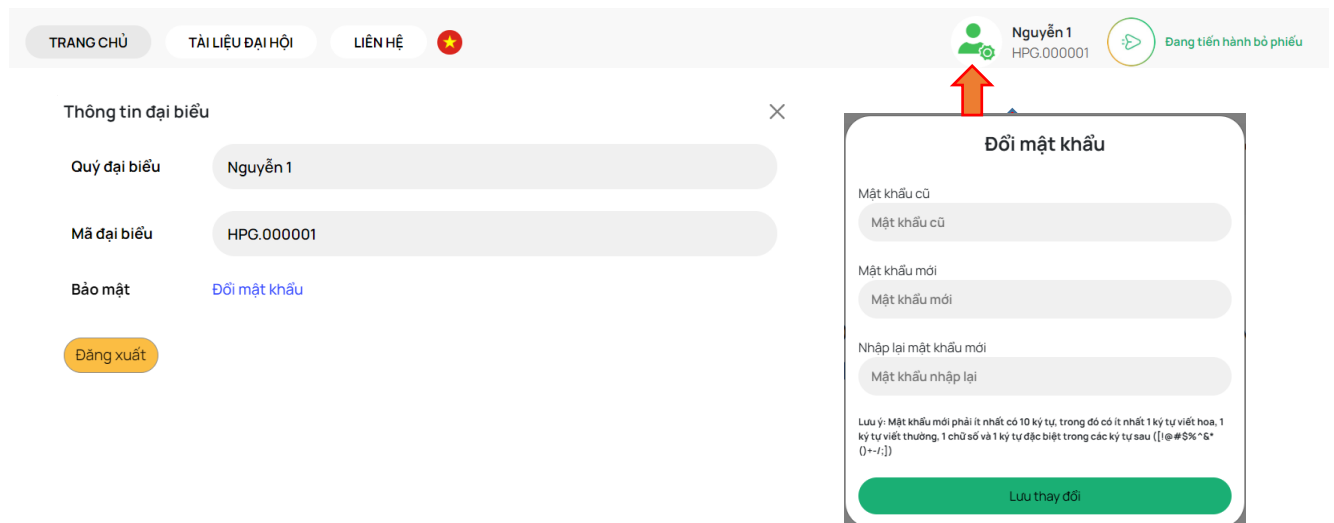 TRANG CHỦ
TÀI LIỆU ĐẠI HỘI
LIÊN HỆ
Nguyễn 1
HPG.000001
Đang tiến hành bỏ phiếu
Thông tin đại biểu
Quý đại biểu
Nguyễn 1
Mã đại biểu
HPG.000001
Bảo mật
Đổi mật khẩu
Đăng xuất
Đổi mật khẩu
Mật khẩu cũ
Mật khẩu cũ
Mật khẩu mới
Mật khẩu mới
Nhập lại mật khẩu mới
Mật khẩu nhập lại
Lưu ý: Mật khẩu mới phải ít nhất có 10 ký tự, trong đó có ít nhất 1 ký tự viết hoa, 1
ký tự viết thường, 1 chữ số và 1 ký tự đặc biệt trong các ký tự sau ([!@#$%^&*
()+-/;])
Lưu thay đổi